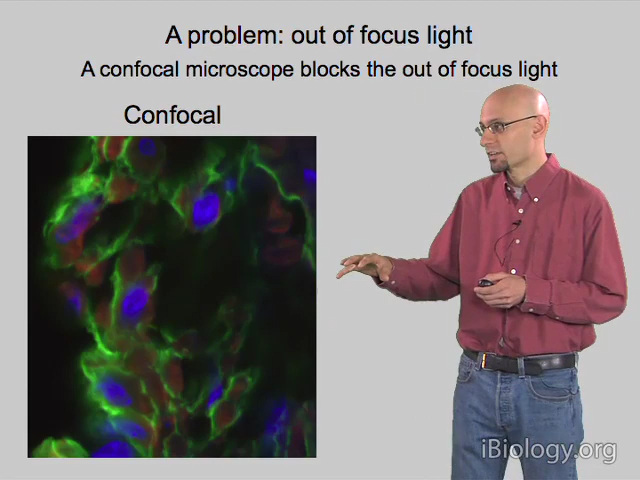 A problem: out of focus light
A confocal microscope blocks the out of focus light
Confocal
iBiology.org